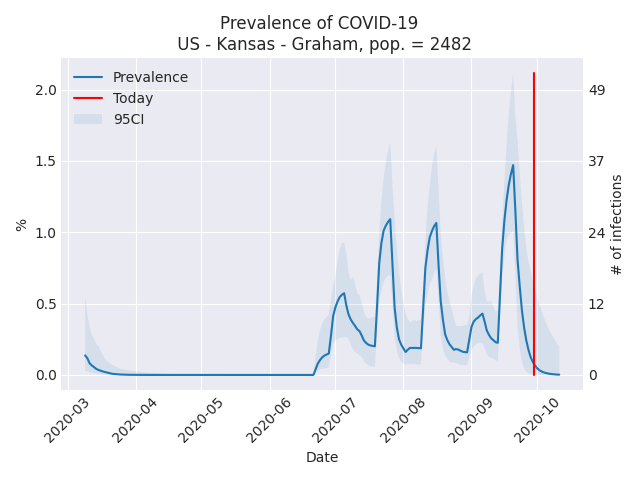 Prevalence of COVID-19
US - Kansas - Graham, pop. = 2482
Prevalence
Today
95CI
2.0
1.5
1.0
0.5
0.0
%
49
37
24
12
0
# of infections
2020-03
2020-04
2020-05
2020-06
2020-07
2020-08
2020-09
2020-10
Date